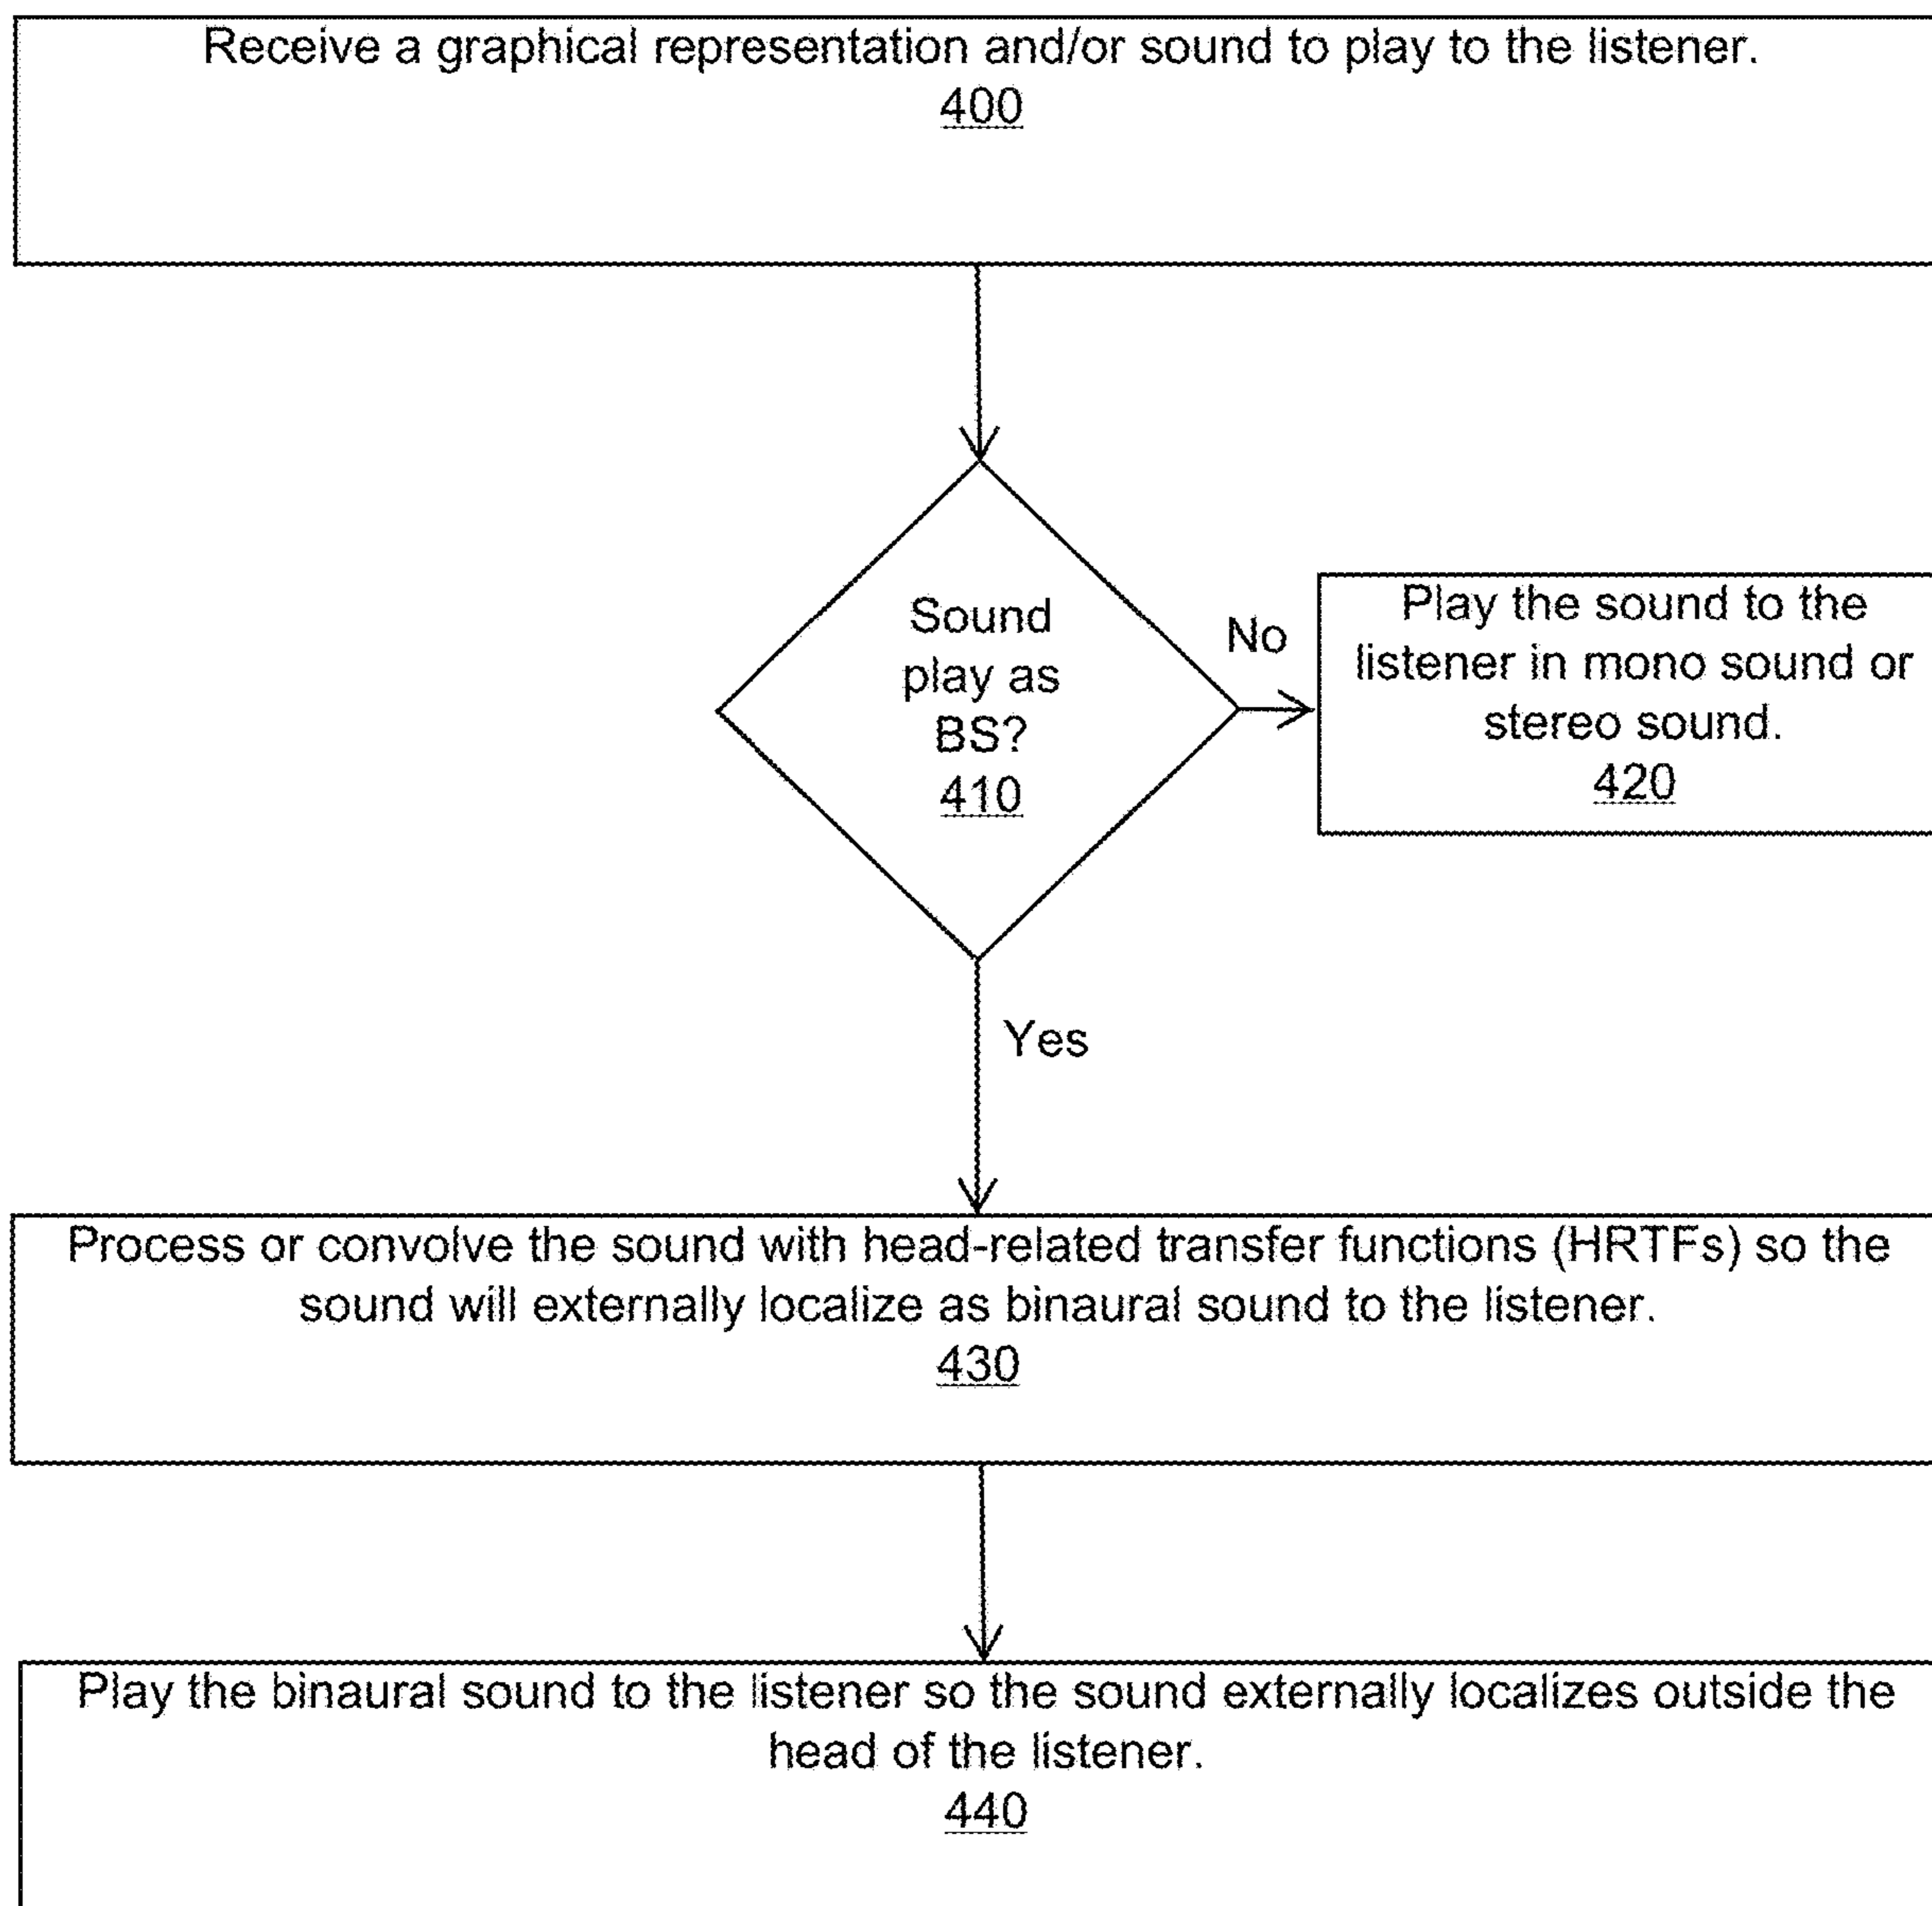 Receive a graphical representation and/or sound to play to the listener.
400
Sound
play as
BS?
410
No
Play the sound to the
listener in mono sound or
stereo sound.
420
Yes
Process or convolve the sound with head-related transfer functions (HRTFs) so the
sound will externally localize as binaural sound to the listener.
430
Play the binaural sound to the listener so the sound externally localizes outside the
head of the listener.
440